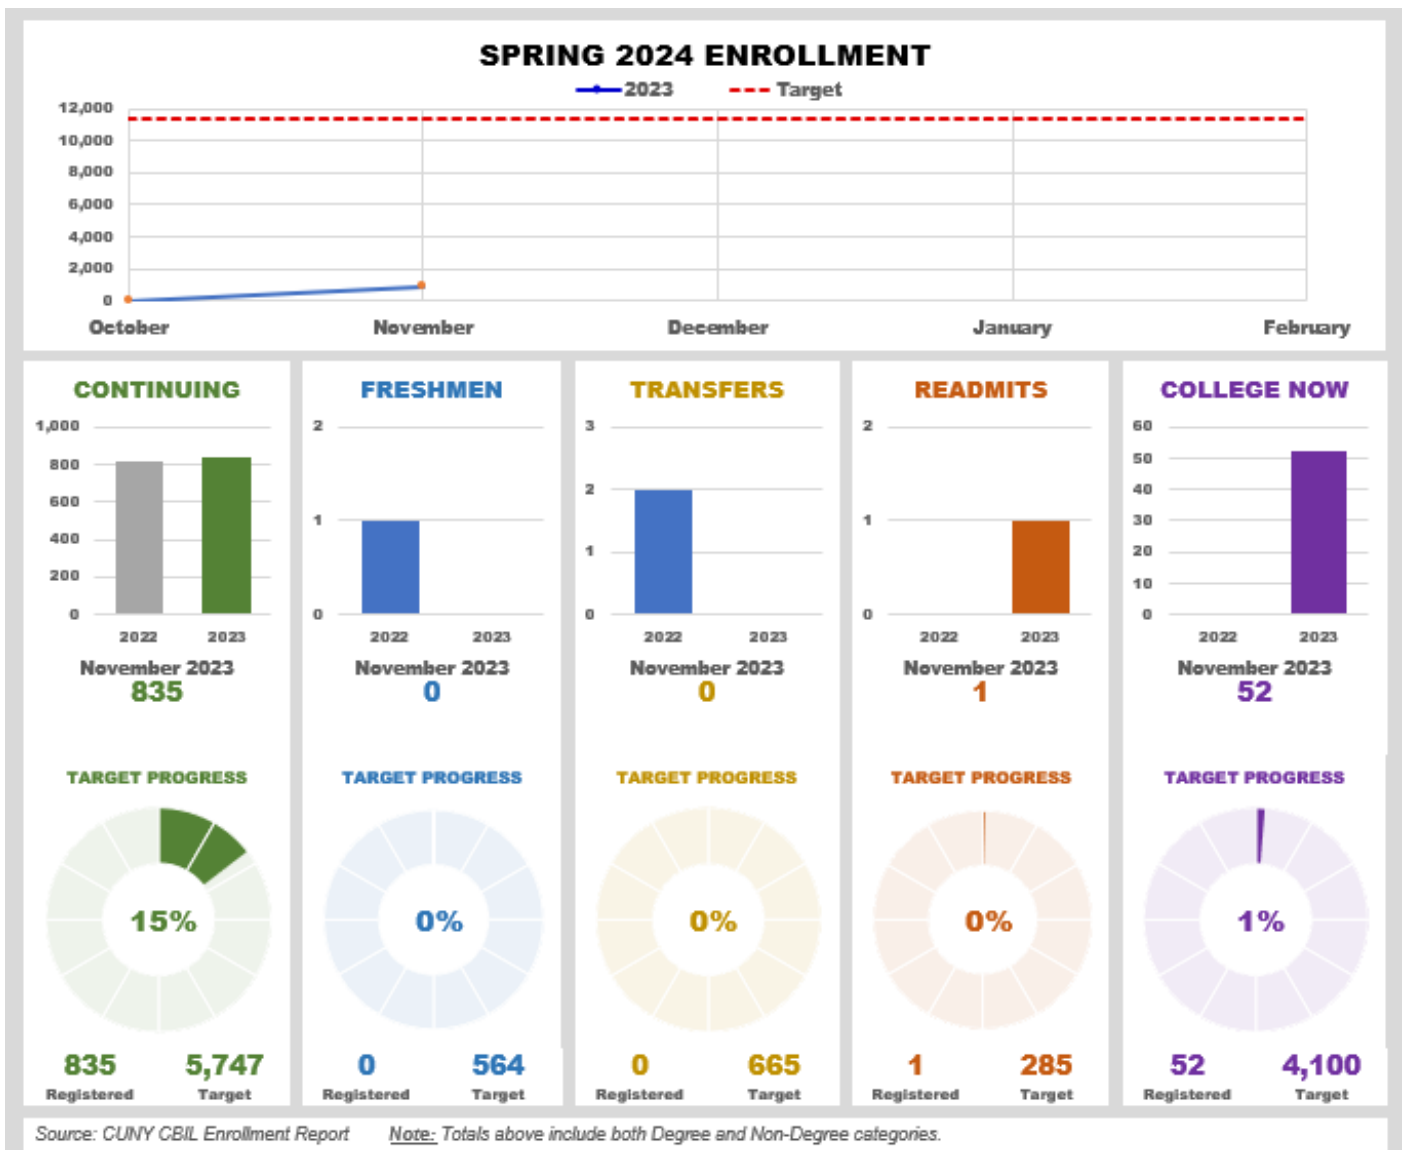 SPRING 2024 ENROLLMENT
2023 Target
12,000
10,000
8,000
6,000
4,000
2,000
0
October November December January February
CONTINUING
1,000
800
600
400
200
0
2022 2023
November 2023
835
TARGET PROGRESS
15%
835 5,747
Registered Target
FRESHMEN
2
1
0
2022 2023
November 2023
0
TARGET PROGRESS
0%
0 564
Registered Target
TRANSFERS
3
2
1
0
2022 2023
November 2023
0
TARGET PROGRESS
0%
0 665
Registered Target
READMITS
2
1
0
2022 2023
November 2023
1
TARGET PROGRESS
0%
1 285
Registered Target
COLLEGE NOW
60
50
40
30
20
10
0
2022 2023
November 2023
52
TARGET PROGRESS
1%
52 4,100
Registered Target
Source: CUNY CBIL Enrollment Report Note: Totals above include both Degree and Non-Degree categories.